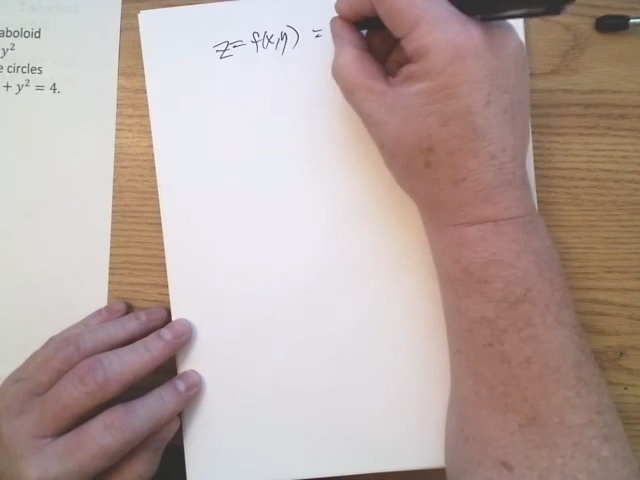 aboloid
y²
e circles
+ y² = 4.
z = f(x,y) =